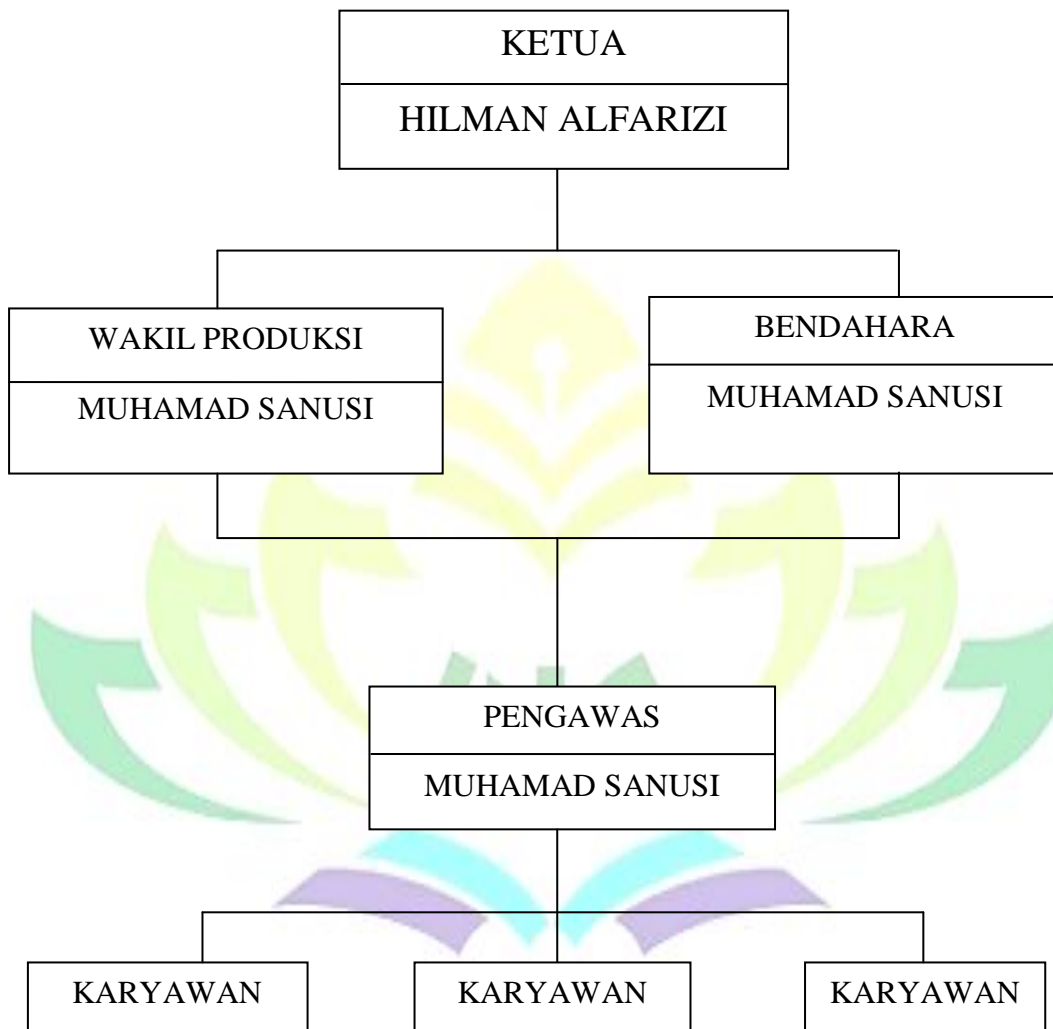 KETUA
HILMAN ALFARIZI
WAKIL PRODUKSI
MUHAMAD SANUSI
BENDAHARA
MUHAMAD SANUSI
PENGAWAS
MUHAMAD SANUSI
KARYAWAN
KARYAWAN
KARYAWAN